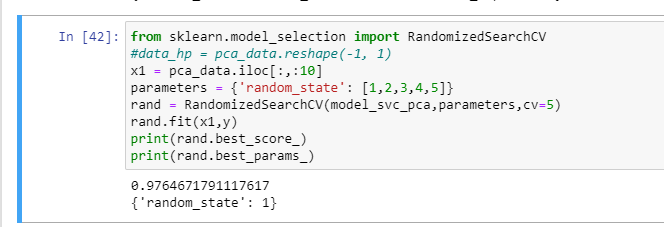 In [42]: from sklearn.model_selection import RandomizedSearchCV
#data_hp = pca_data.reshape(-1, 1)
x1 = pca_data.iloc[:,:10]
parameters = {'random_state': [1,2,3,4,5]}
rand = RandomizedSearchCV(model_svc_pca,parameters,cv=5)
rand.fit(x1,y)
print(rand.best_score_)
print(rand.best_params_)
0.9764671791117617
{'random_state': 1}